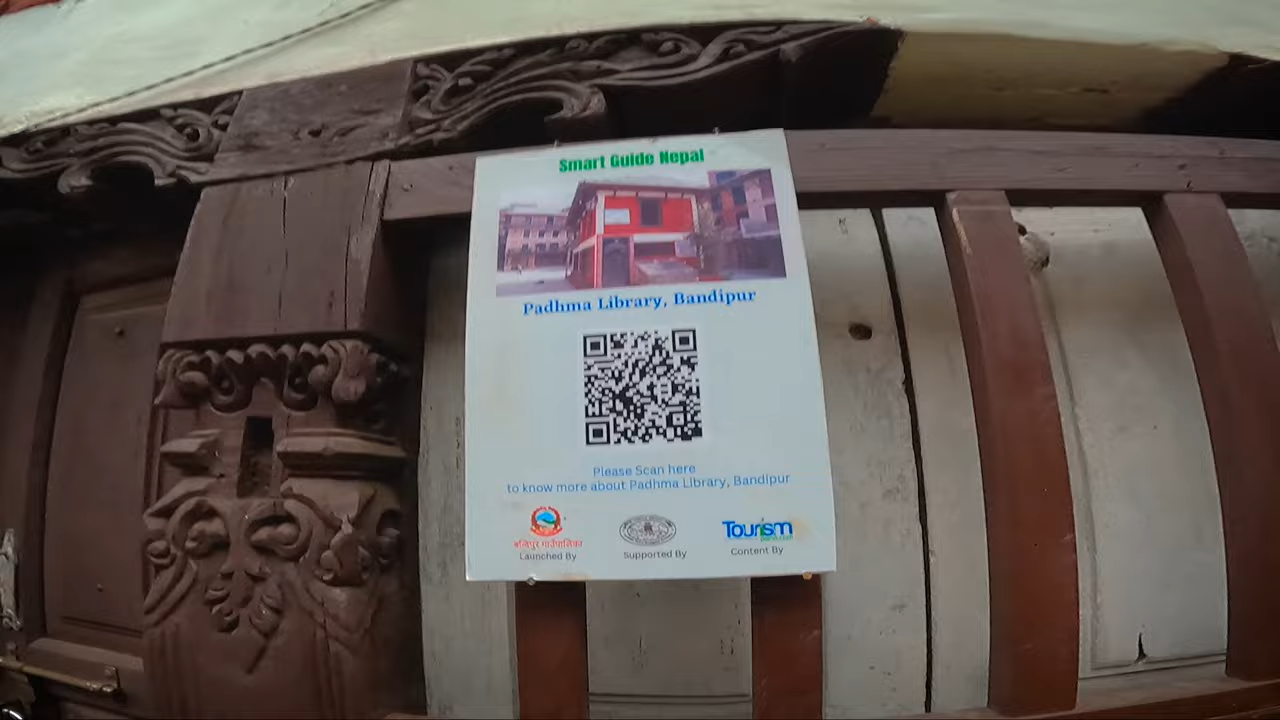 Smart Guide Nepal
Padhma Library, Bandipur
Please Scan here
to know more about Padhma Library, Bandipur
बन्दिपुर गाउँपालिका
Launched By
Supported By
Tourism
Content By